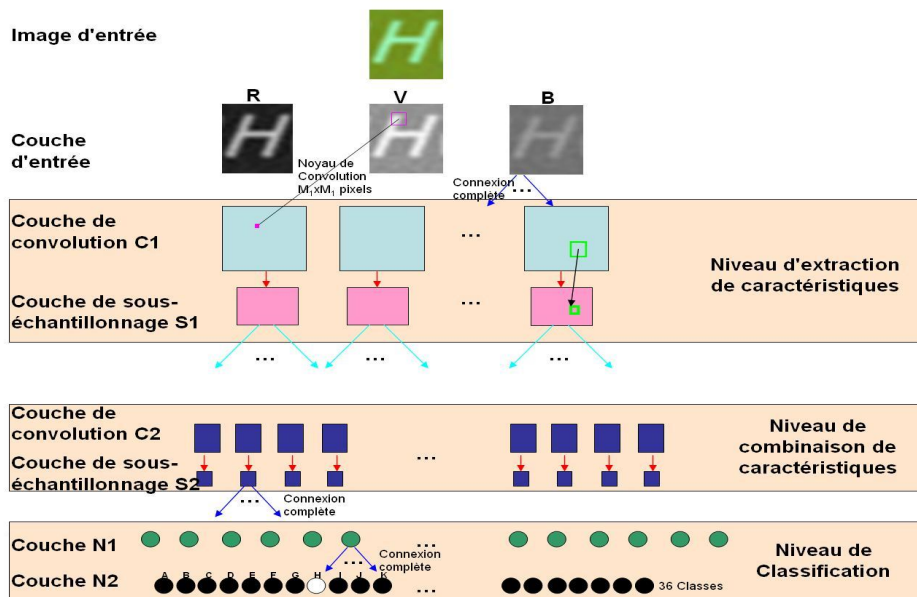 Image d'entrée
R V B
Couche
d'entrée
Noyau de
Convolution
M1xM1 pixels
Connexion
complète
...
Couche de
convolution C1
...
Niveau d'extraction
de caractéristiques
Couche de sous-
échantillonnage S1
...
... ... ...
Couche de
convolution C2
Niveau de
combinaison de
caractéristiques
...
Couche de sous-
échantillonnage S2
...
Connexion
complète
Couche N1
...
...
Connexion
complète
Niveau de
Classification
Couche N2
A B C D E F G H I J K
...
36 Classes